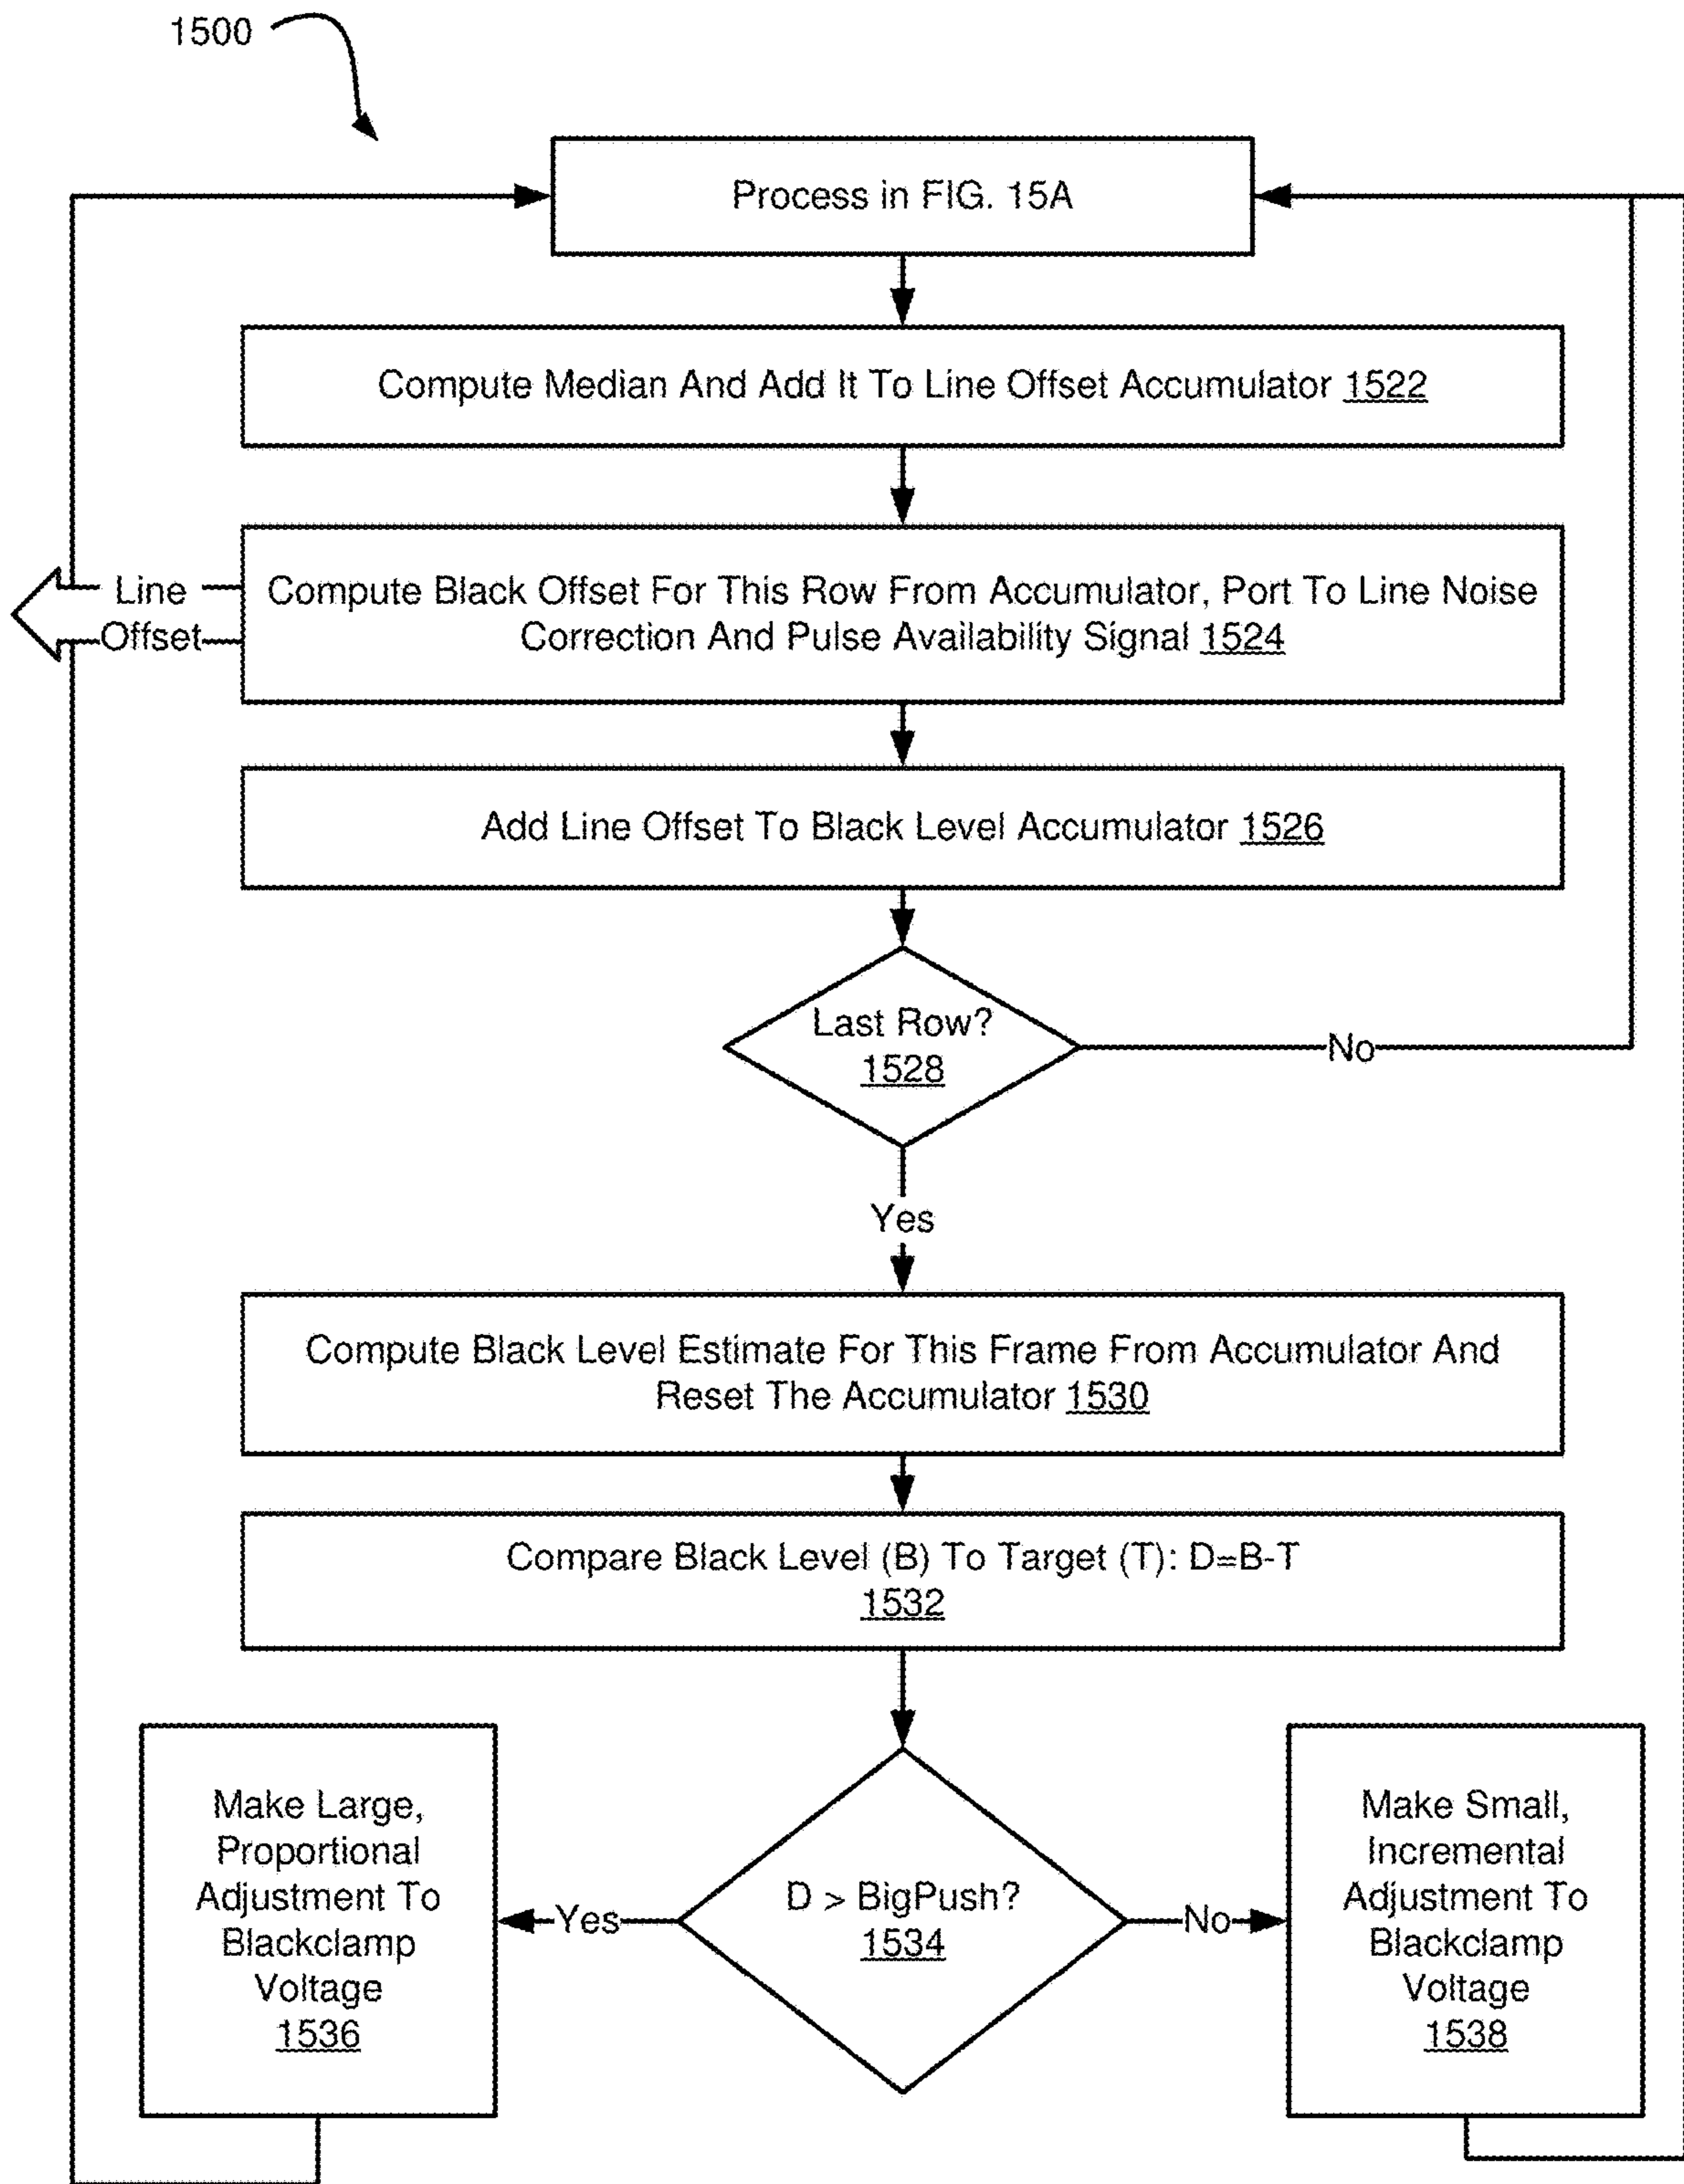 1500
Process in FIG. 15A
Compute Median And Add It To Line Offset Accumulator 1522
Line
Offset
Compute Black Offset For This Row From Accumulator, Port To Line Noise
Correction And Pulse Availability Signal 1524
Add Line Offset To Black Level Accumulator 1526
Last Row?
1528
No
Yes
Compute Black Level Estimate For This Frame From Accumulator And
Reset The Accumulator 1530
Compare Black Level (B) To Target (T): D=B-T
1532
Make Large,
Proportional
Adjustment To
Blackclamp
Voltage
1536
Yes
D > BigPush?
1534
No
Make Small,
Incremental
Adjustment To
Blackclamp
Voltage
1538